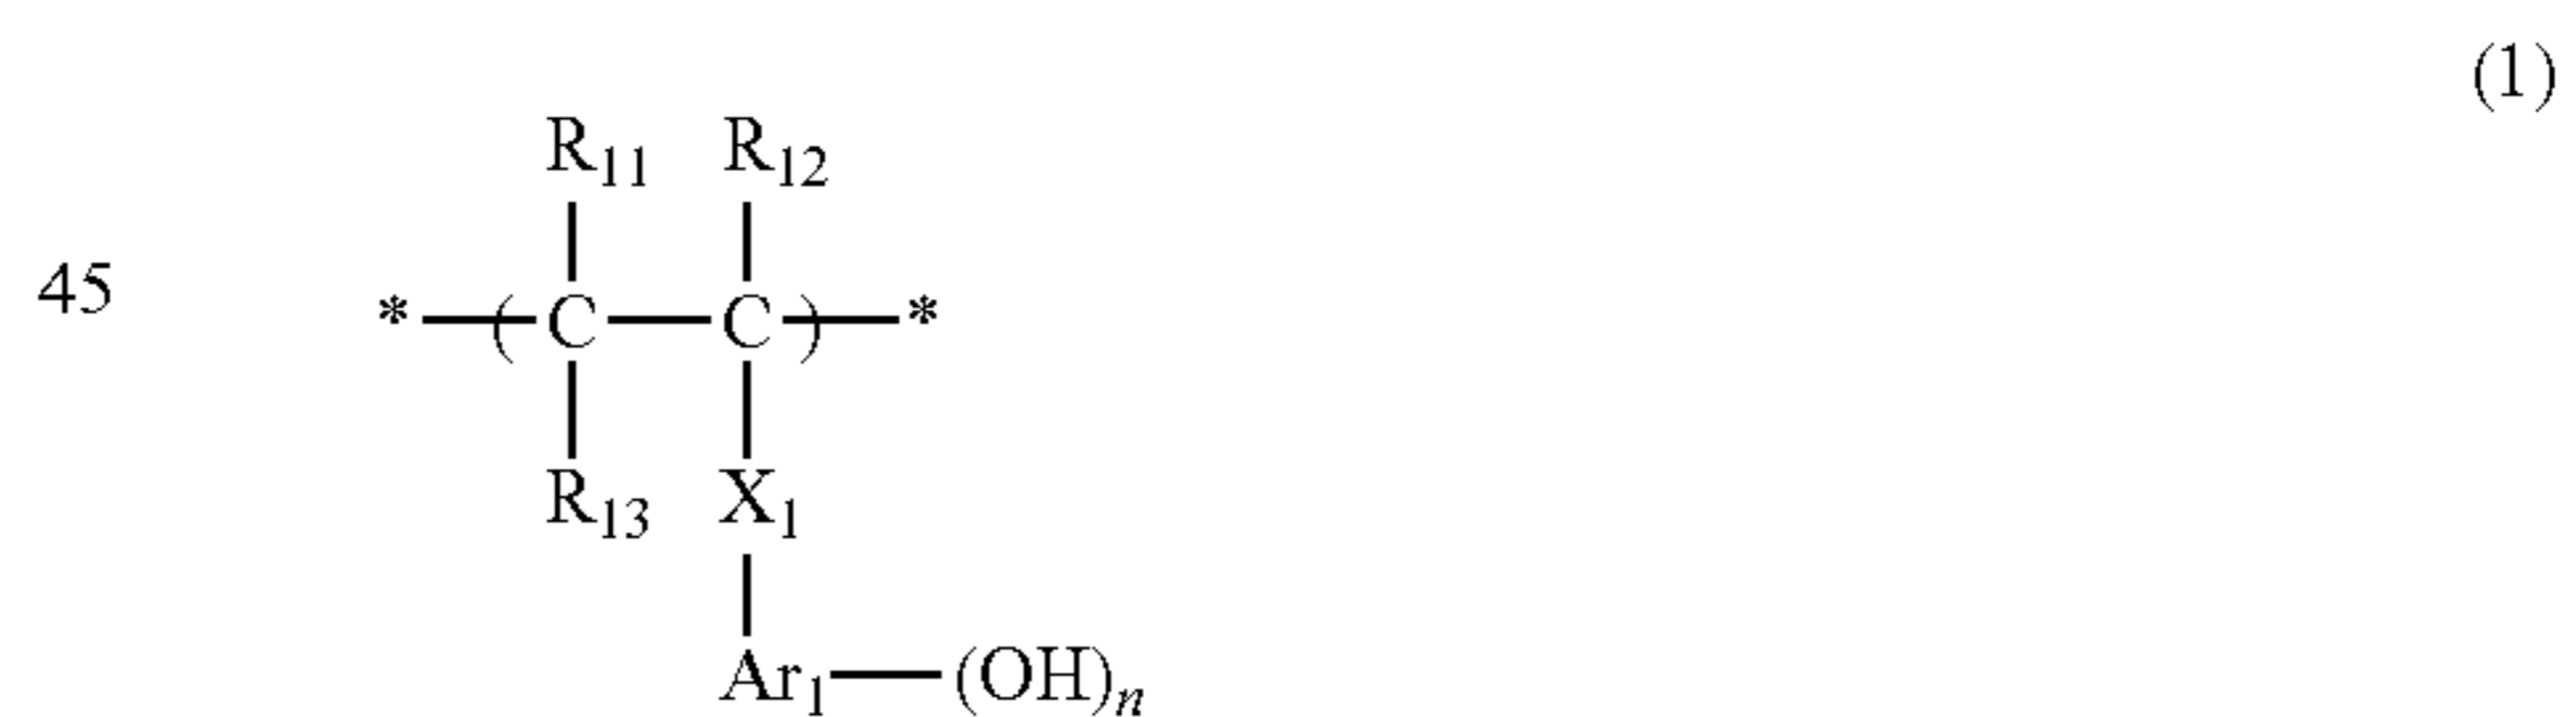 (1)
R11 R12
45 *—(C—C)—*
R13 X1
Ar1—(OH)n